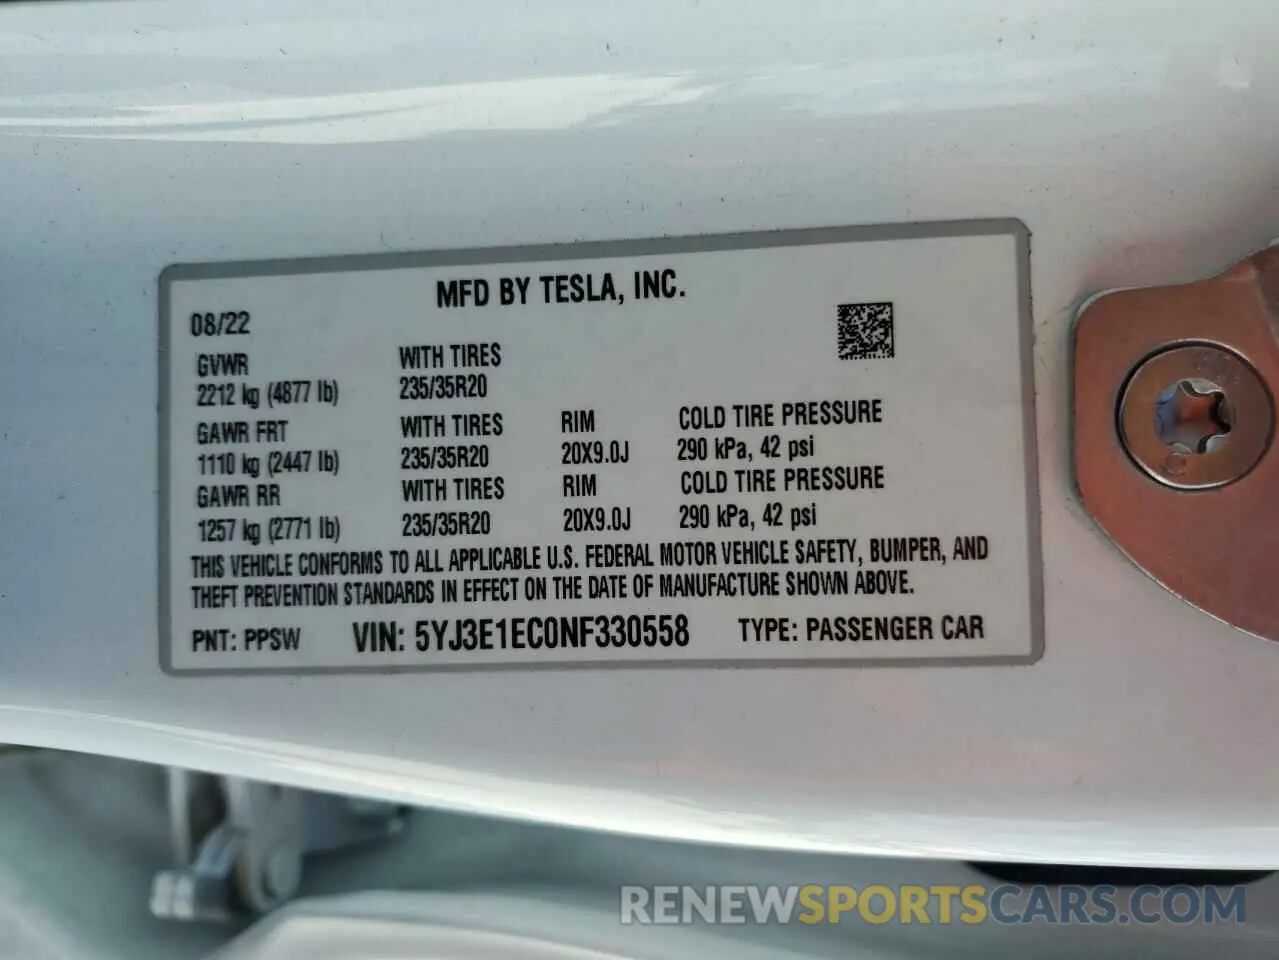 MFD BY TESLA, INC.
08/22
GVWR WITH TIRES
2212 kg (4877 lb) 235/35R20
GAWR FRT WITH TIRES RIM COLD TIRE PRESSURE
1110 kg (2447 lb) 235/35R20 20X9.0J 290 kPa, 42 psi
GAWR RR WITH TIRES RIM COLD TIRE PRESSURE
1257 kg (2771 lb) 235/35R20 20X9.0J 290 kPa, 42 psi
THIS VEHICLE CONFORMS TO ALL APPLICABLE U.S. FEDERAL MOTOR VEHICLE SAFETY, BUMPER, AND
THEFT PREVENTION STANDARDS IN EFFECT ON THE DATE OF MANUFACTURE SHOWN ABOVE.
PNT: PPSW VIN: 5YJ3E1EC0NF330558 TYPE: PASSENGER CAR
RENEWSPORTSCARS.COM